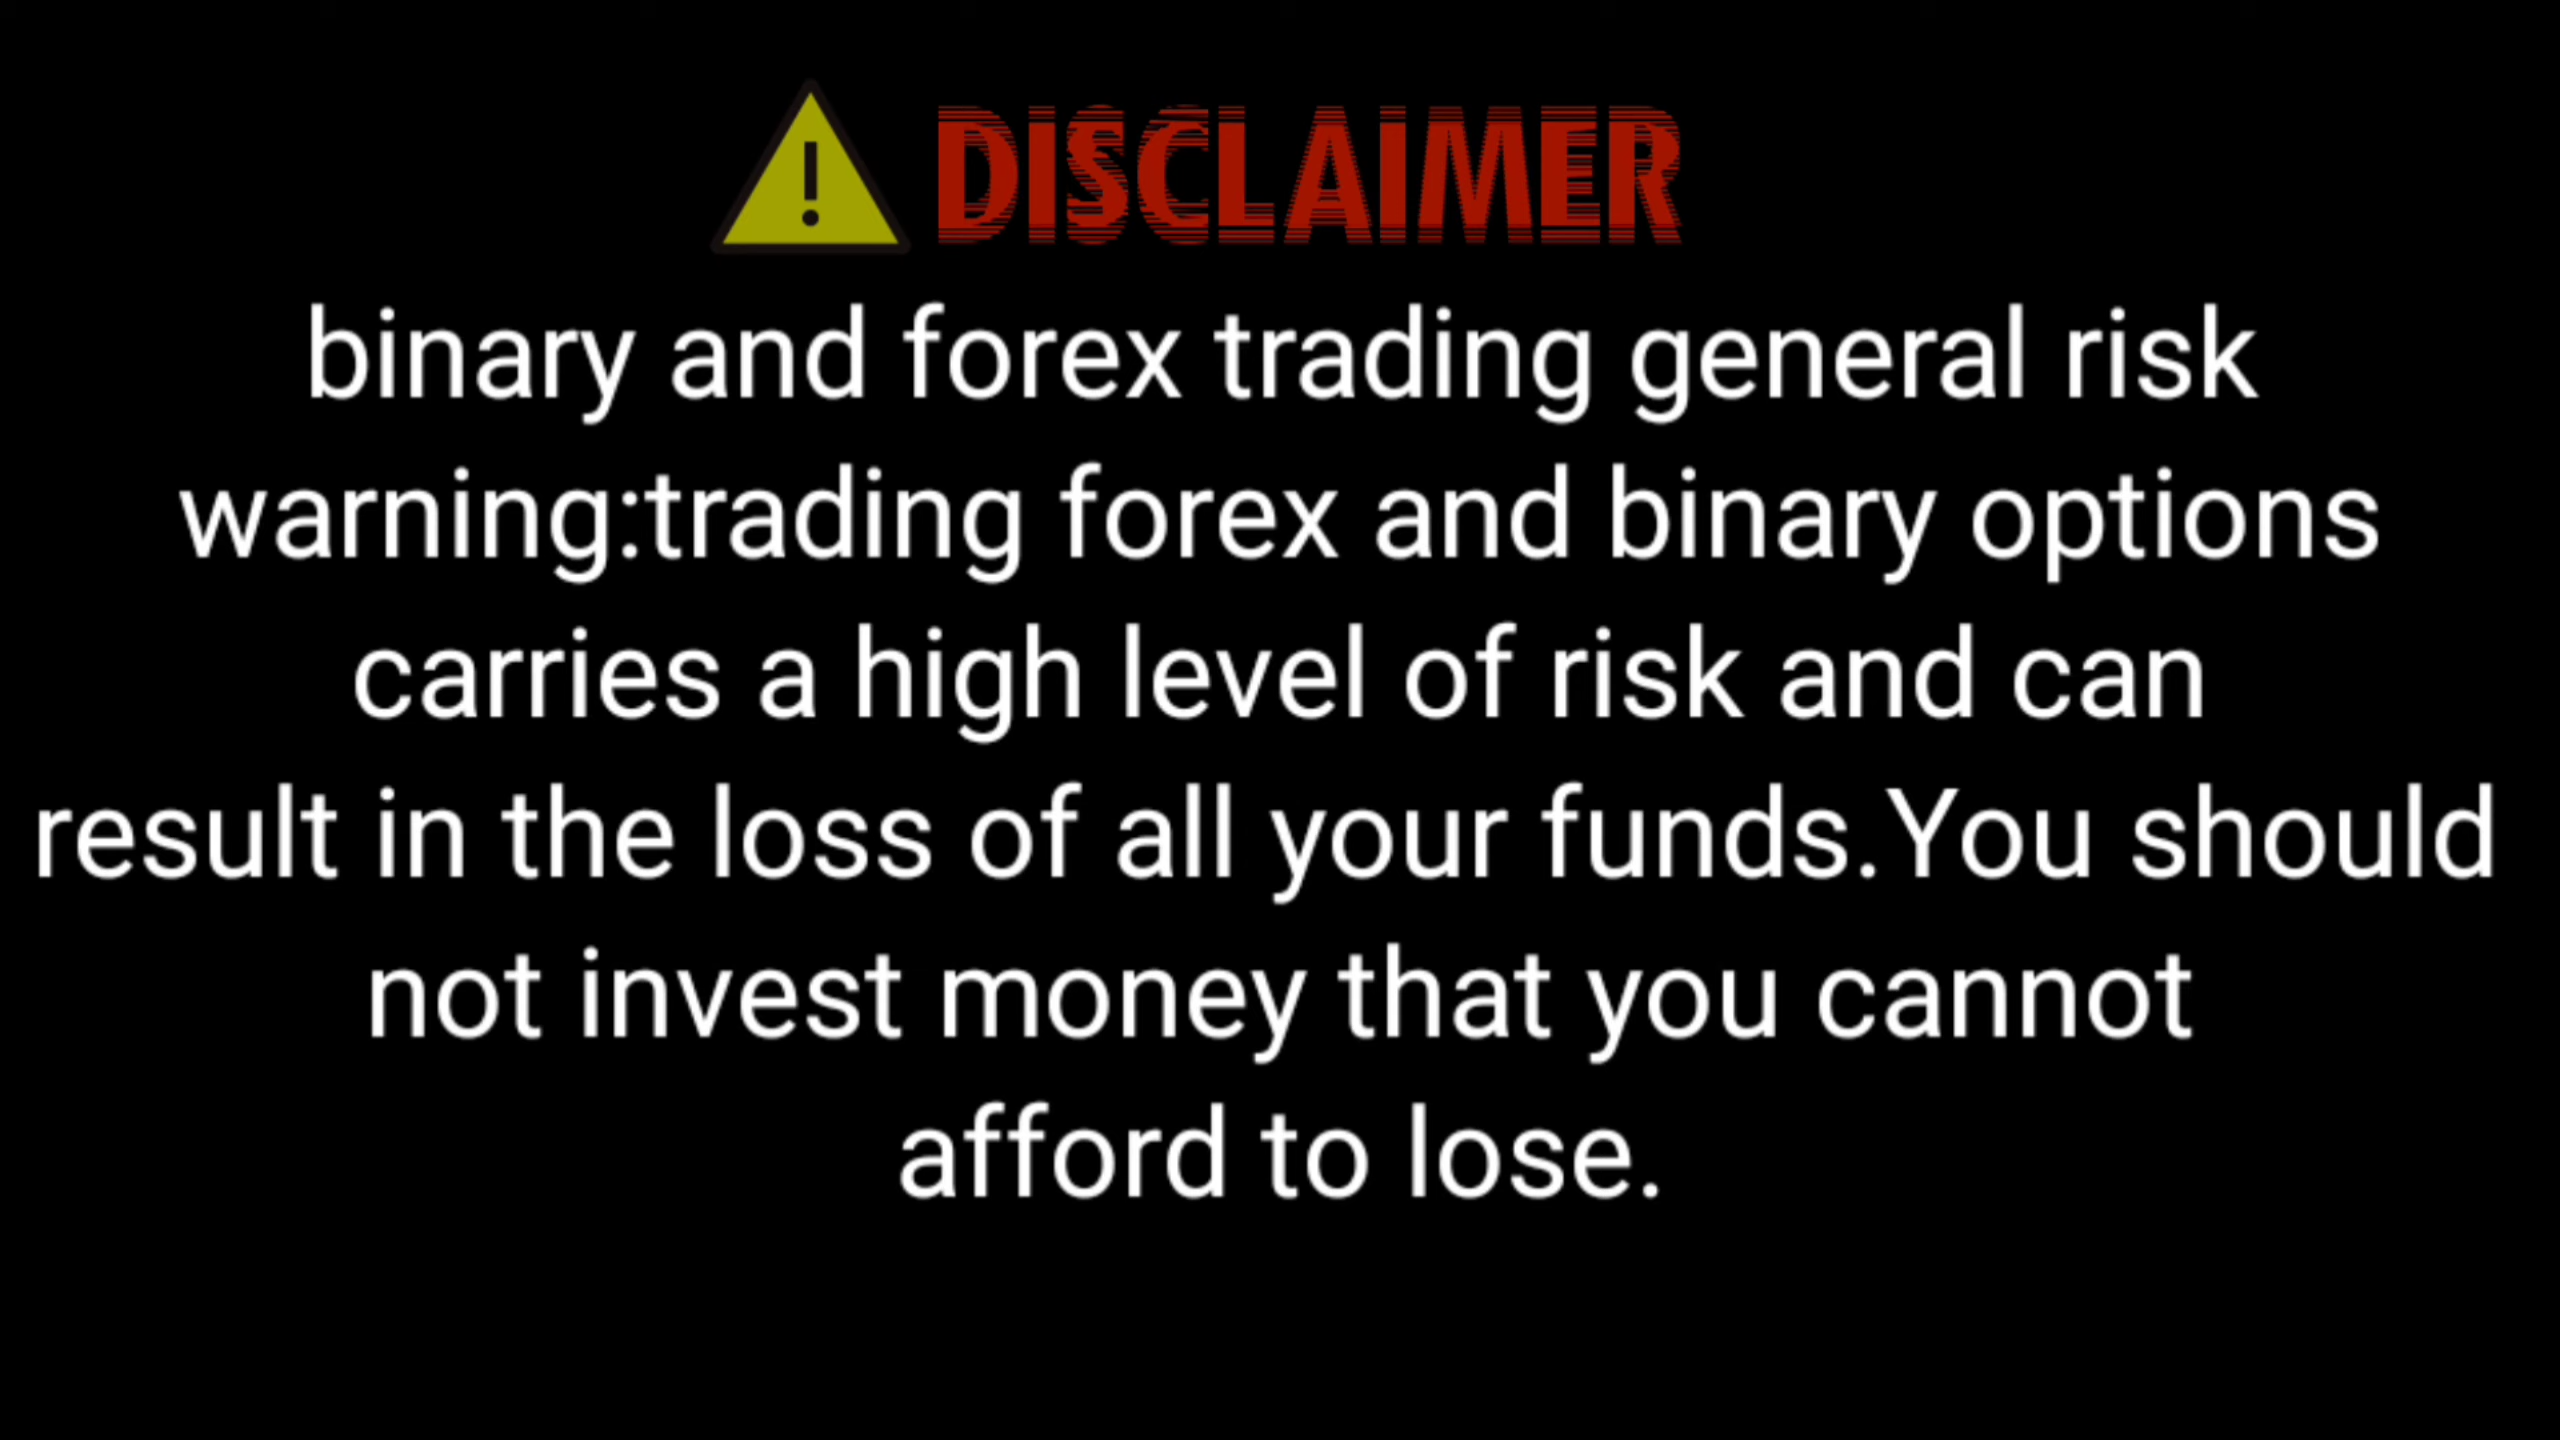 DISCLAIMER
binary and forex trading general risk
warning:trading forex and binary options
carries a high level of risk and can
result in the loss of all your funds.You should
not invest money that you cannot
afford to lose.